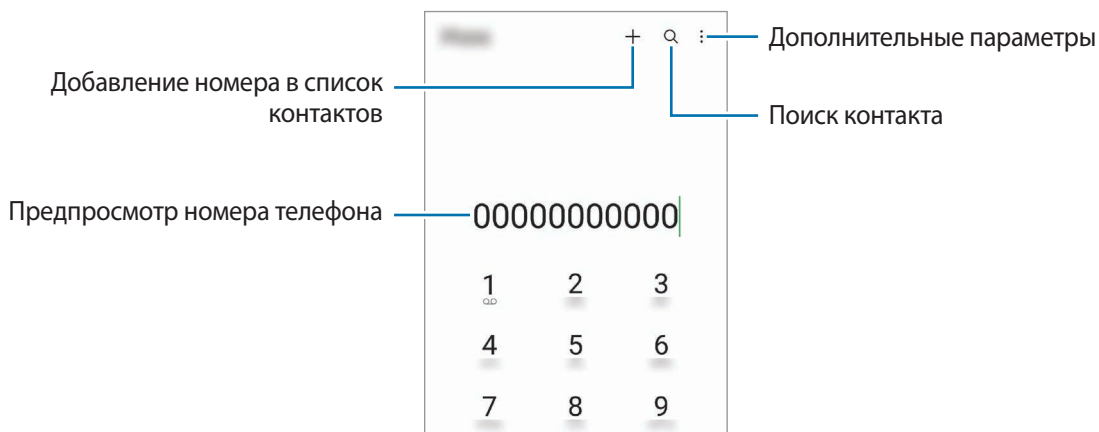 Дополнительные параметры
Добавление номера в список
контактов
Поиск контакта
Предпросмотр номера телефона
00000000000
1 2 3
4 5 6
7 8 9